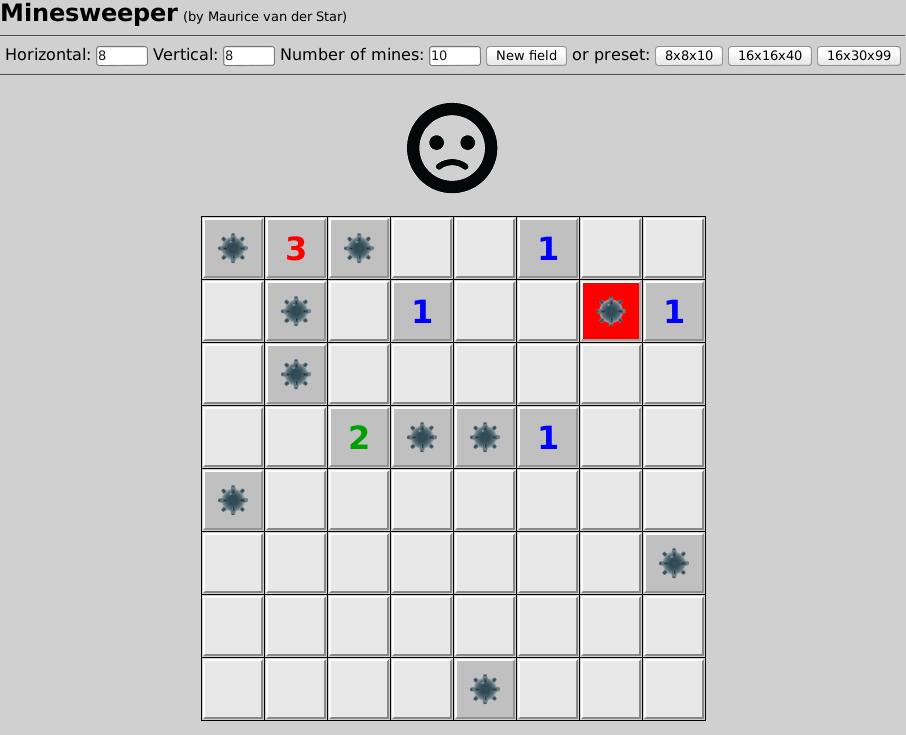 Minesweeper (by Maurice van der Star)
Horizontal: 8 Vertical: 8 Number of mines: 10 New field or preset: 8x8x10 16x16x40 16x30x99
3 1
1 1
2 1